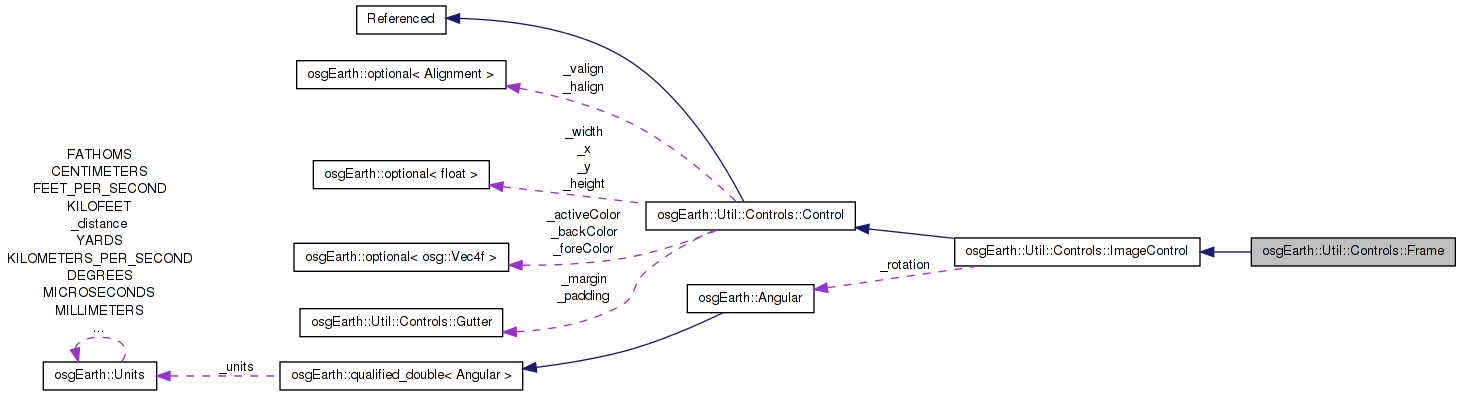 Referenced
osgEarth::optional< Alignment >
_valign
_halign
osgEarth::optional< float >
_width
_x
_y
_height
osgEarth::Util::Controls::Control
osgEarth::optional< osg::Vec4f >
_activeColor
_backColor
_foreColor
osgEarth::Util::Controls::Gutter
_margin
_padding
osgEarth::Util::Controls::ImageControl
osgEarth::Util::Controls::Frame
_rotation
osgEarth::Angular
FATHOMS
CENTIMETERS
FEET_PER_SECOND
KILOFEET
_distance
YARDS
KILOMETERS_PER_SECOND
DEGREES
MICROSECONDS
MILLIMETERS
...
osgEarth::Units
_units
osgEarth::qualified_double< Angular >